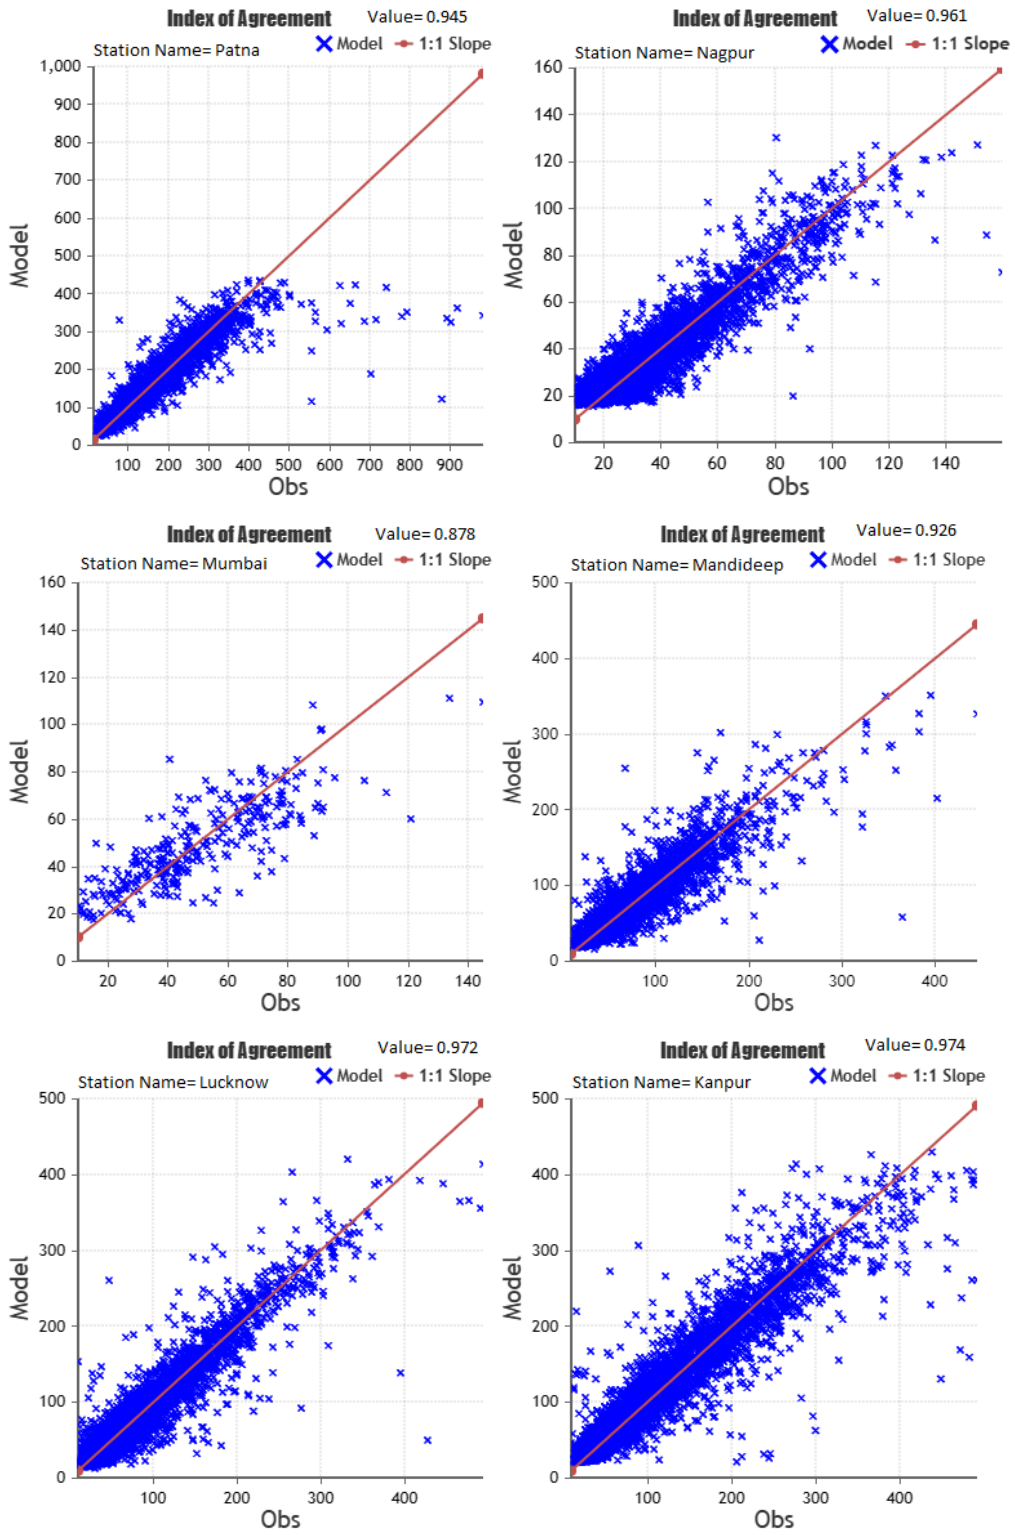 Index of Agreement Value= 0.945
Station Name= Patna Model 1:1 Slope
1,000
900
800
700
600
500
400
300
200
100
0
Model
100 200 300 400 500 600 700 800 900
Obs
Index of Agreement Value= 0.961
Station Name= Nagpur Model 1:1 Slope
160
140
120
100
80
60
40
20
0
Model
20 40 60 80 100 120 140
Obs
Index of Agreement Value= 0.878
Station Name= Mumbai Model 1:1 Slope
160
140
120
100
80
60
40
20
0
Model
20 40 60 80 100 120 140
Obs
Index of Agreement Value= 0.926
Station Name= Mandideep Model 1:1 Slope
500
400
300
200
100
0
Model
100 200 300 400
Obs
Index of Agreement Value= 0.972
Station Name= Lucknow Model 1:1 Slope
500
400
300
200
100
0
Model
100 200 300 400
Obs
Index of Agreement Value= 0.974
Station Name= Kanpur Model 1:1 Slope
500
400
300
200
100
0
Model
100 200 300 400
Obs